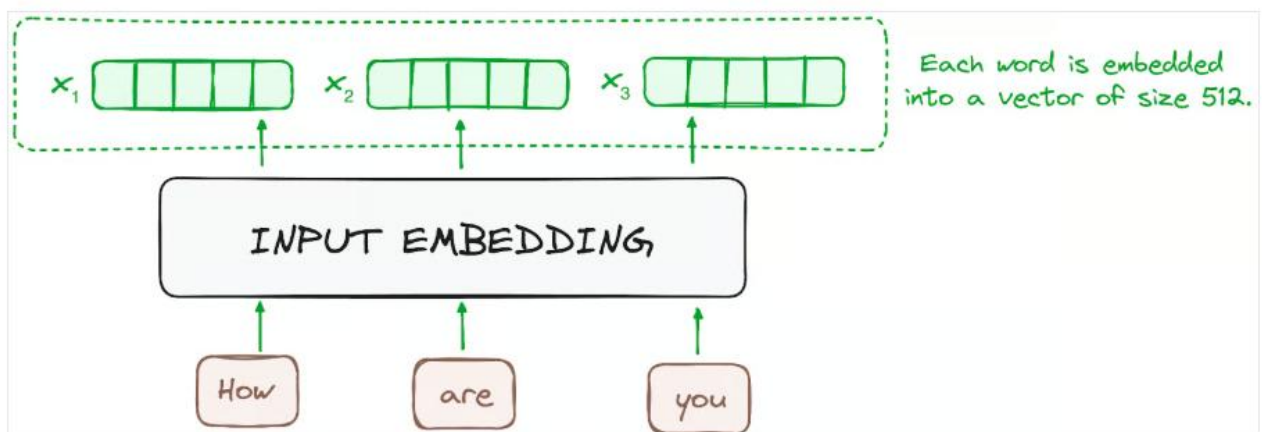 x₁ x₂ x₃
Each word is embedded
into a vector of size 512.
INPUT EMBEDDING
How are you